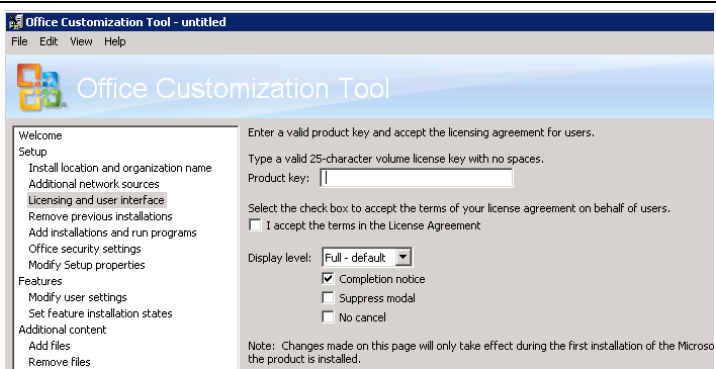 Office Customization Tool - untitled
File Edit View Help
Office Customization Tool
Welcome
Setup
Install location and organization name
Additional network sources
Licensing and user interface
Remove previous installations
Add installations and run programs
Office security settings
Modify Setup properties
Features
Modify user settings
Set feature installation states
Additional content
Add files
Remove files
Enter a valid product key and accept the licensing agreement for users.
Type a valid 25-character volume license key with no spaces.
Product key:
Select the check box to accept the terms of your license agreement on behalf of users.
I accept the terms in the License Agreement
Display level: Full - default
Completion notice
Suppress modal
No cancel
Note: Changes made on this page will only take effect during the first installation of the Microso
the product is installed.